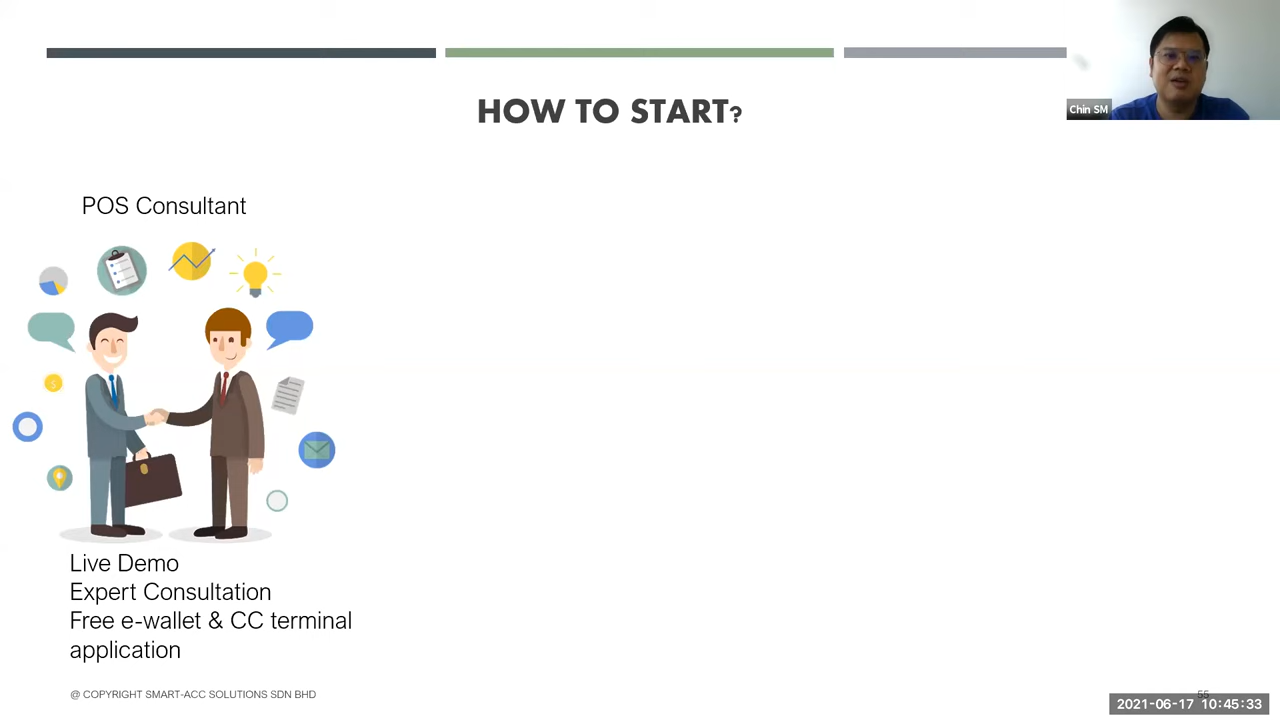 HOW TO START?
Chin SM
POS Consultant
Live Demo
Expert Consultation
Free e-wallet & CC terminal
application
@ COPYRIGHT SMART-ACC SOLUTIONS SDN BHD
55
2021-06-17 10:45:33